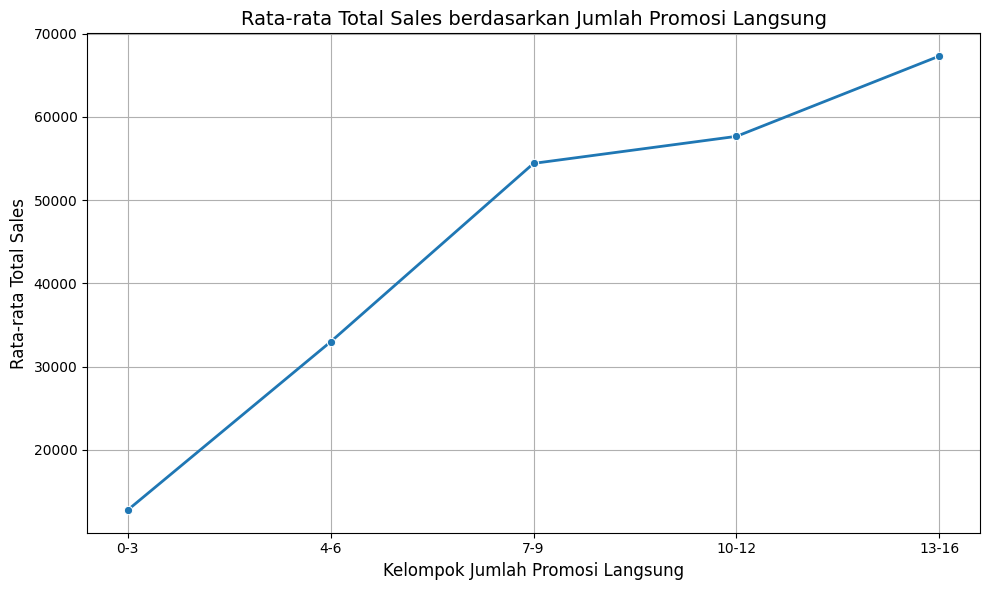 Rata-rata Total Sales berdasarkan Jumlah Promosi Langsung
70000
60000
50000
40000
30000
20000
Rata-rata Total Sales
0-3 4-6 7-9 10-12 13-16
Kelompok Jumlah Promosi Langsung